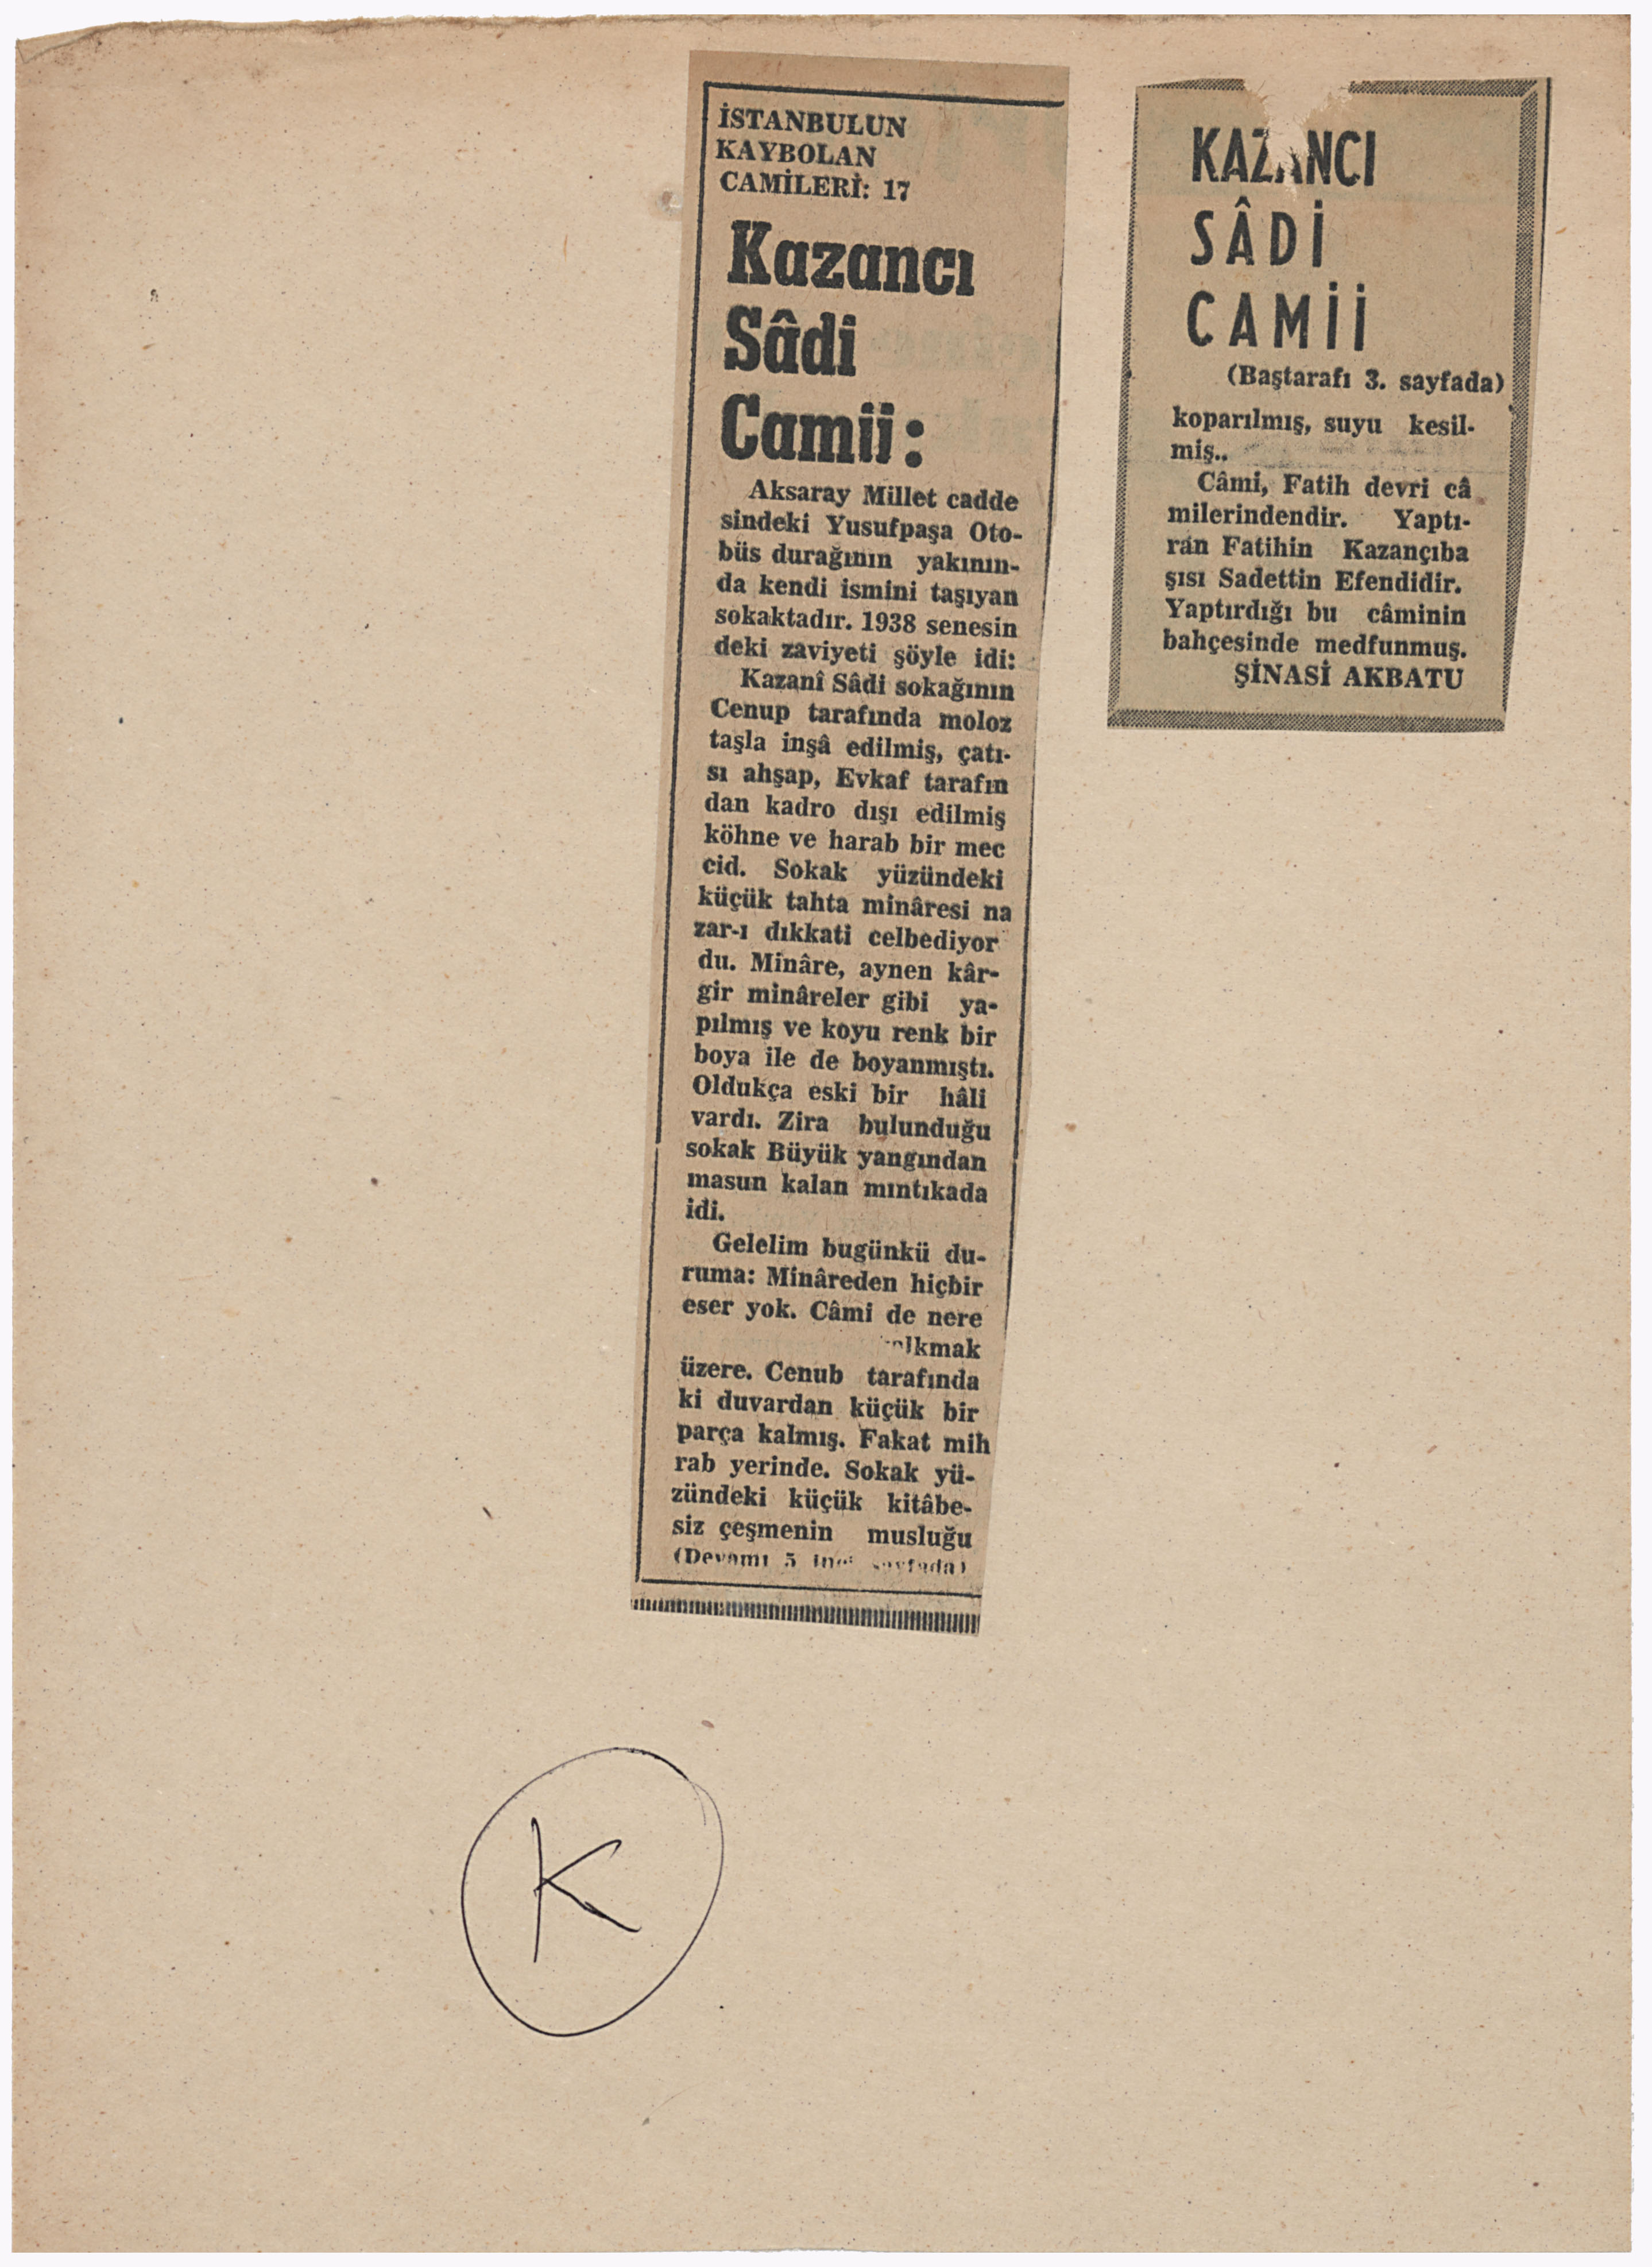 İSTANBULUN
KAYBOLAN
CAMİLERİ: 17
Kazancı
Sâdi
Camii:
Aksaray Millet cadde
sindeki Yusufpaşa Oto-
büs durağının yakının-
da kendi ismini taşıyan
sokaktadır. 1938 senesin
deki zaviyeti şöyle idi:
Kazanî Sâdi sokağının
Cenup tarafında moloz
taşla inşâ edilmiş, çatı-
sı ahşap, Evkaf tarafın
dan kadro dışı edilmiş
köhne ve harab bir mec
cid. Sokak yüzündeki
küçük tahta minâresi na
zar-ı dıkkati celbediyor
du. Minâre, aynen kâr-
gir minâreler gibi ya-
pılmış ve koyu renk bir
boya ile de boyanmıştı.
Oldukça eski bir hâli
vardı. Zira bulunduğu
sokak Büyük yangından
masun kalan mıntıkada
idi.
Gelelim bugünkü du-
ruma: Minâreden hiçbir
eser yok. Câmi de nere
üzere. Cenub tarafında
ki duvardan küçük bir
parça kalmış. Fakat mih
rab yerinde. Sokak yü-
zündeki küçük kitâbe-
siz çeşmenin musluğu
(Devamı 5 inci sayfada)
KAZANCI
SÂDİ
CAMİİ
(Baştarafı 3. sayfada)
koparılmış, suyu kesil-
miş..
Câmi, Fatih devri câ
milerindendir. Yaptı-
ran Fatihin Kazançıba
şısı Sadettin Efendidir.
Yaptırdığı bu câminin
bahçesinde medfunmuş.
ŞİNASİ AKBATU
K